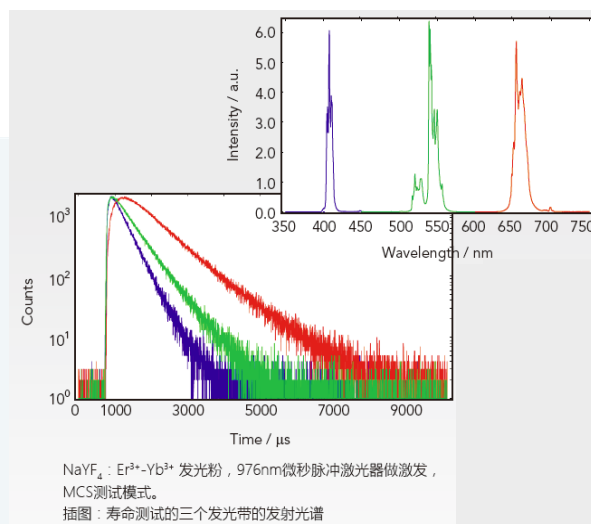 6.0
5.0
4.0
3.0
2.0
1.0
0.0
Intensity / a.u.
350 400 450 500 550 600 650 700 750
Wavelength / nm
10³
10²
10¹
10⁰
Counts
0 1000 3000 5000 7000 9000
Time / μs
NaYF₄ : Er³⁺-Yb³⁺ 发光粉，976nm微秒脉冲激光器做激发，
MCS测试模式。
插图：寿命测试的三个发光带的发射光谱